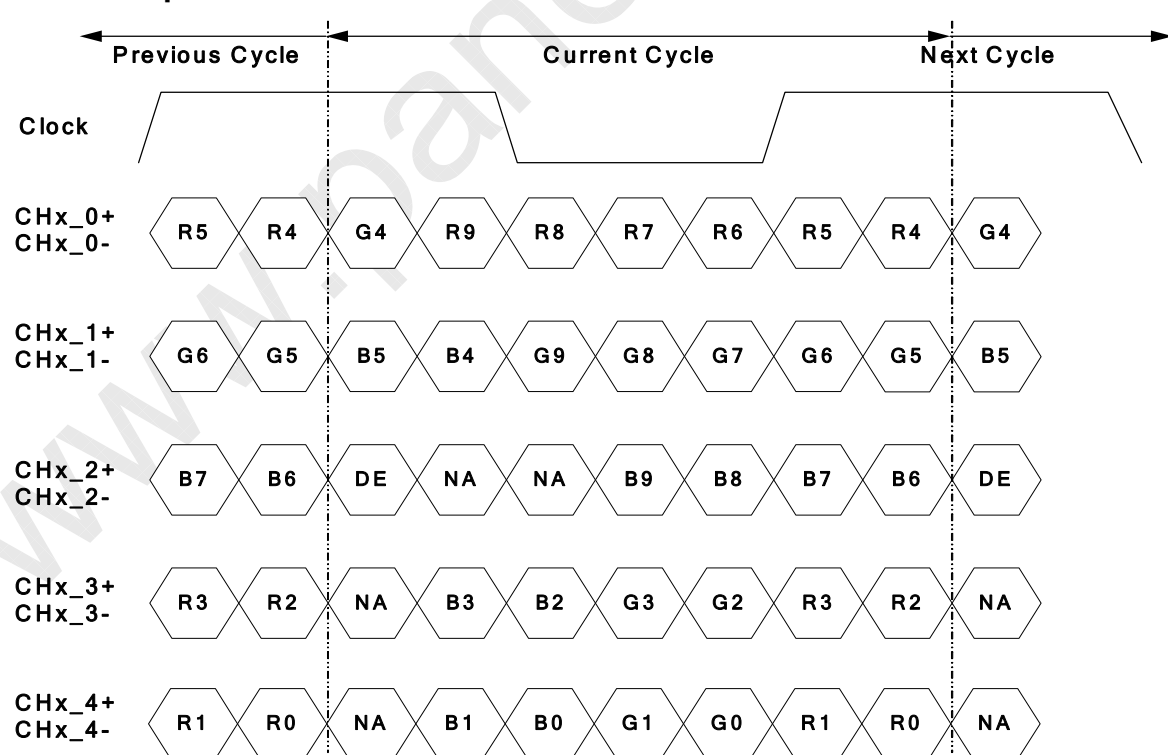 Previous Cycle Current Cycle Next Cycle
Clock
CHx_0+
CHx_0-
R5 R4 G4 R9 R8 R7 R6 R5 R4 G4
CHx_1+
CHx_1-
G6 G5 B5 B4 G9 G8 G7 G6 G5 B5
CHx_2+
CHx_2-
B7 B6 DE NA NA B9 B8 B7 B6 DE
CHx_3+
CHx_3-
R3 R2 NA B3 B2 G3 G2 R3 R2 NA
CHx_4+
CHx_4-
R1 R0 NA B1 B0 G1 G0 R1 R0 NA